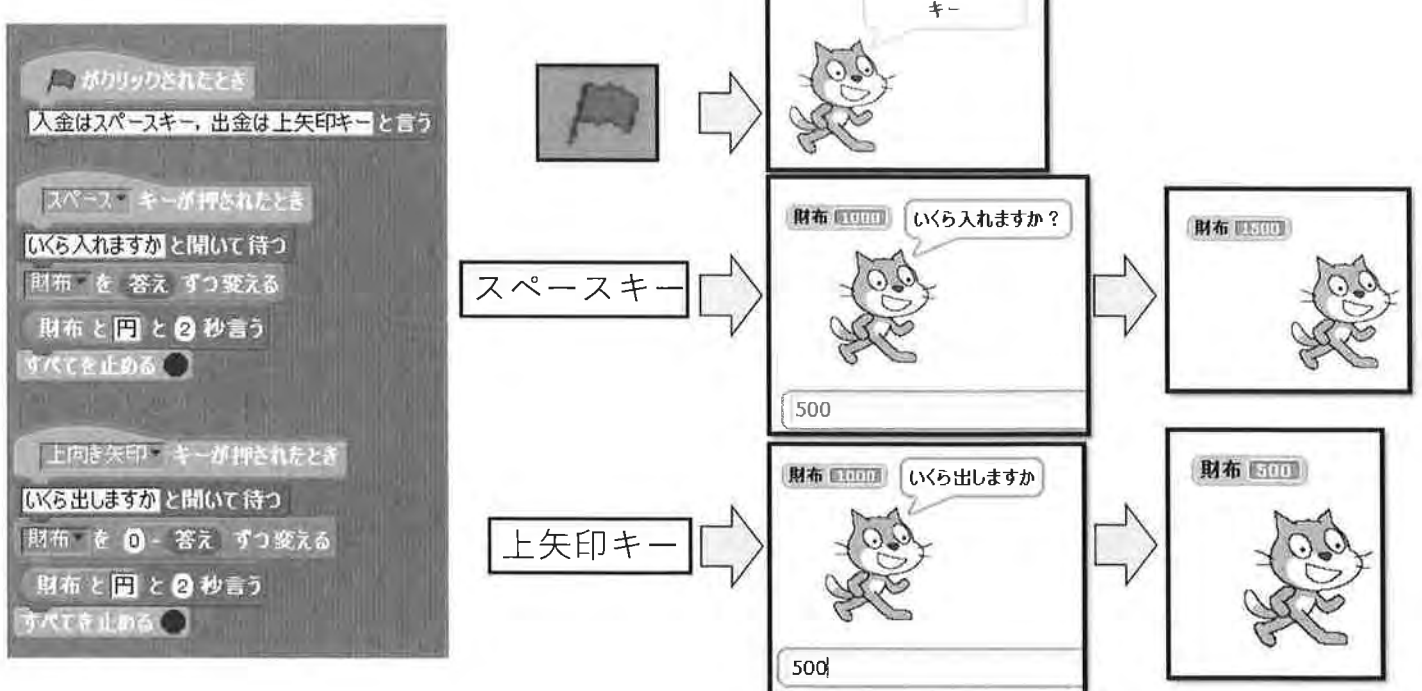 がクリックされたとき
入金はスペースキー, 出金は上矢印キー と言う
スペース キーが押されたとき
いくら入れますか と聞いて待つ
財布 を 答え ずつ変える
財布 と 円 と 2 秒言う
すべてを止める
上向き矢印 キーが押されたとき
いくら出しますか と聞いて待つ
財布 を 0 - 答え ずつ変える
財布 と 円 と 2 秒言う
すべてを止める
キー
スペースキー
財布 1000
いくら入れますか?
500
財布 1500
上矢印キー
財布 1000
いくら出しますか
500
財布 500